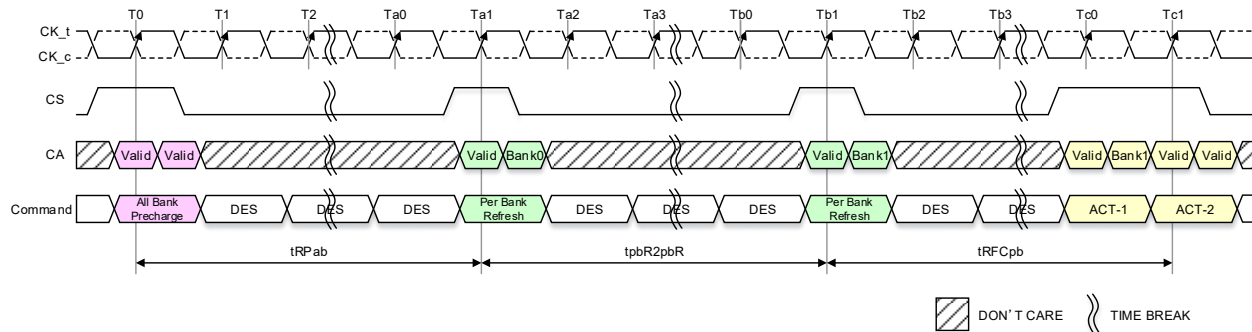 T0 T1 T2 Ta0 Ta1 Ta2 Ta3 Tb0 Tb1 Tb2 Tb3 Tc0 Tc1
CK_t
CK_c
CS
CA Valid Valid Valid Bank0 Valid Bank1 Valid Bank1 Valid Valid
Command All Bank Precharge DES DES DES Per Bank Refresh DES DES DES Per Bank Refresh DES DES ACT-1 ACT-2
tRPab tpbR2pbR tRFCpb
DON'T CARE TIME BREAK